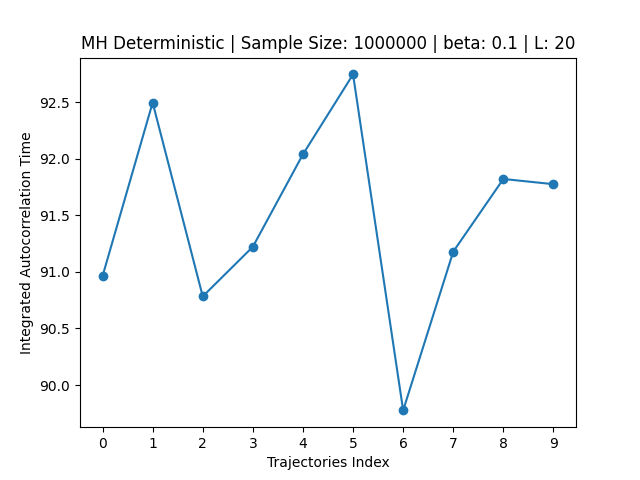 MH Deterministic | Sample Size: 1000000 | beta: 0.1 | L: 20
Integrated Autocorrelation Time
92.5
92.0
91.5
91.0
90.5
90.0
0 1 2 3 4 5 6 7 8 9
Trajectories Index